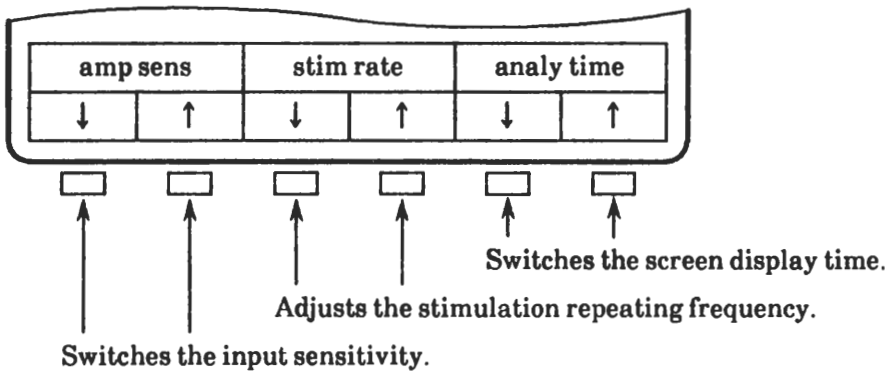 amp sens stim rate analy time
↓ ↑ ↓ ↑ ↓ ↑
Switches the screen display time.
Adjusts the stimulation repeating frequency.
Switches the input sensitivity.